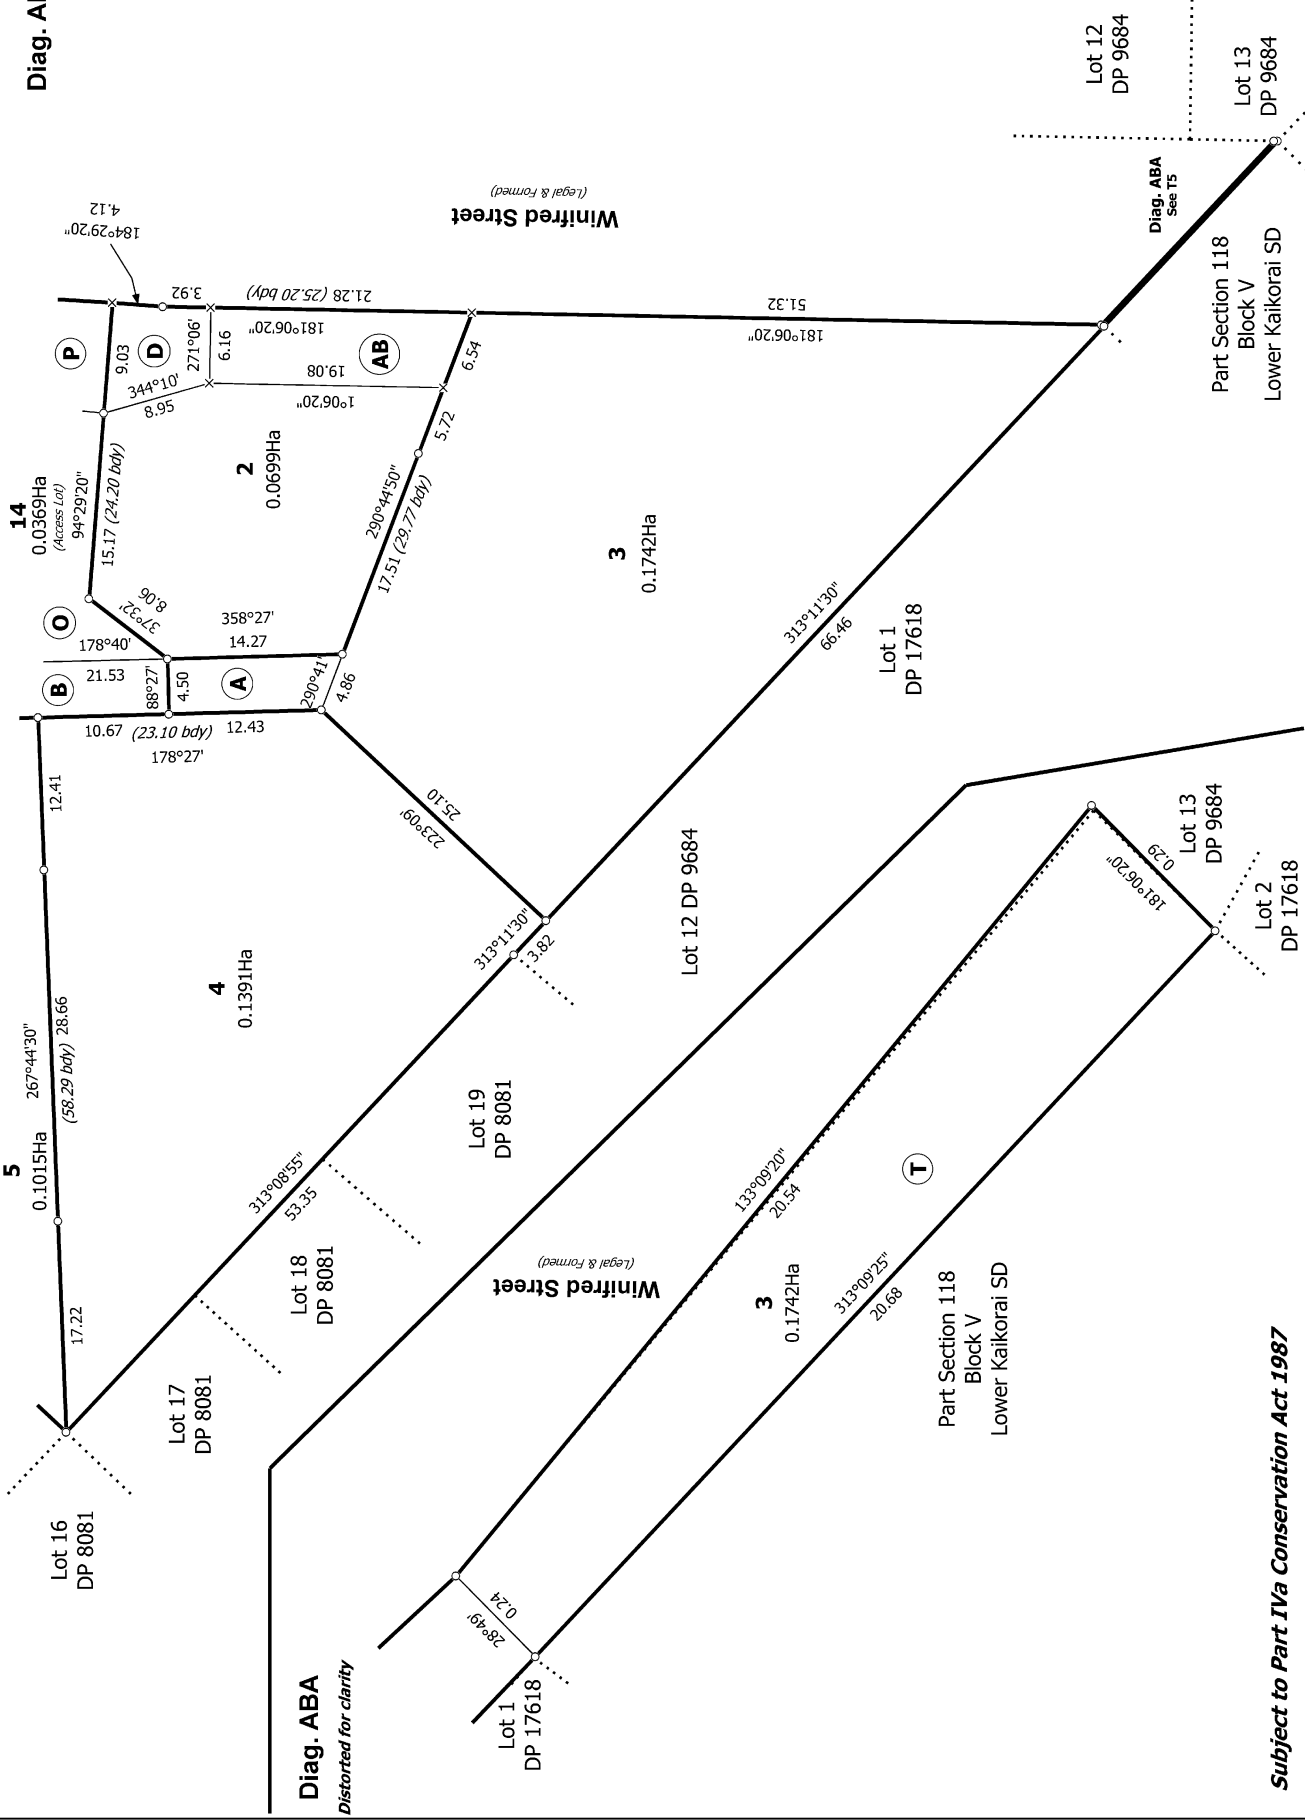 Diag.
14
0.0369Ha
(Access Lot)
94°29'20"
15.17 (24.20 bdy)
P
9.03
D
344°10'
8.95
271°06'
6.16
184°29'20"
4.12
3.92
21.28 (25.20 bdy)
181°06'20"
AB
19.08
1°06'20"
6.54
5.72
290°44'50"
17.51 (29.77 bdy)
2
0.0699Ha
O
37°32'
8.06
178°40'
21.53
B
88°27'
4.50
358°27'
14.27
A
290°41'
4.86
10.67 (23.10 bdy) 12.43
178°27'
Winifred Street
(Legal & Formed)
51.32
181°06'20"
3
0.1742Ha
313°11'30"
66.46
Lot 1
DP 17618
Lot 12
DP 9684
Lot 13
DP 9684
Diag. ABA
See T5
Part Section 118
Block V
Lower Kaikorai SD
5
0.1015Ha
267°44'30"
12.41
28.66
(58.29 bdy)
17.22
4
0.1391Ha
223°09'
25.10
313°11'30"
3.82
Lot 12 DP 9684
313°08'55"
53.35
Lot 19
DP 8081
Lot 18
DP 8081
Lot 17
DP 8081
Lot 16
DP 8081
Diag. ABA
Distorted for clarity
Winifred Street
(Legal & Formed)
133°09'20"
20.54
3
0.1742Ha
T
313°09'25"
20.68
28°49'
0.24
181°06'20"
0.29
Lot 13
DP 9684
Lot 2
DP 17618
Lot 1
DP 17618
Part Section 118
Block V
Lower Kaikorai SD
Subject to Part IVa Conservation Act 1987